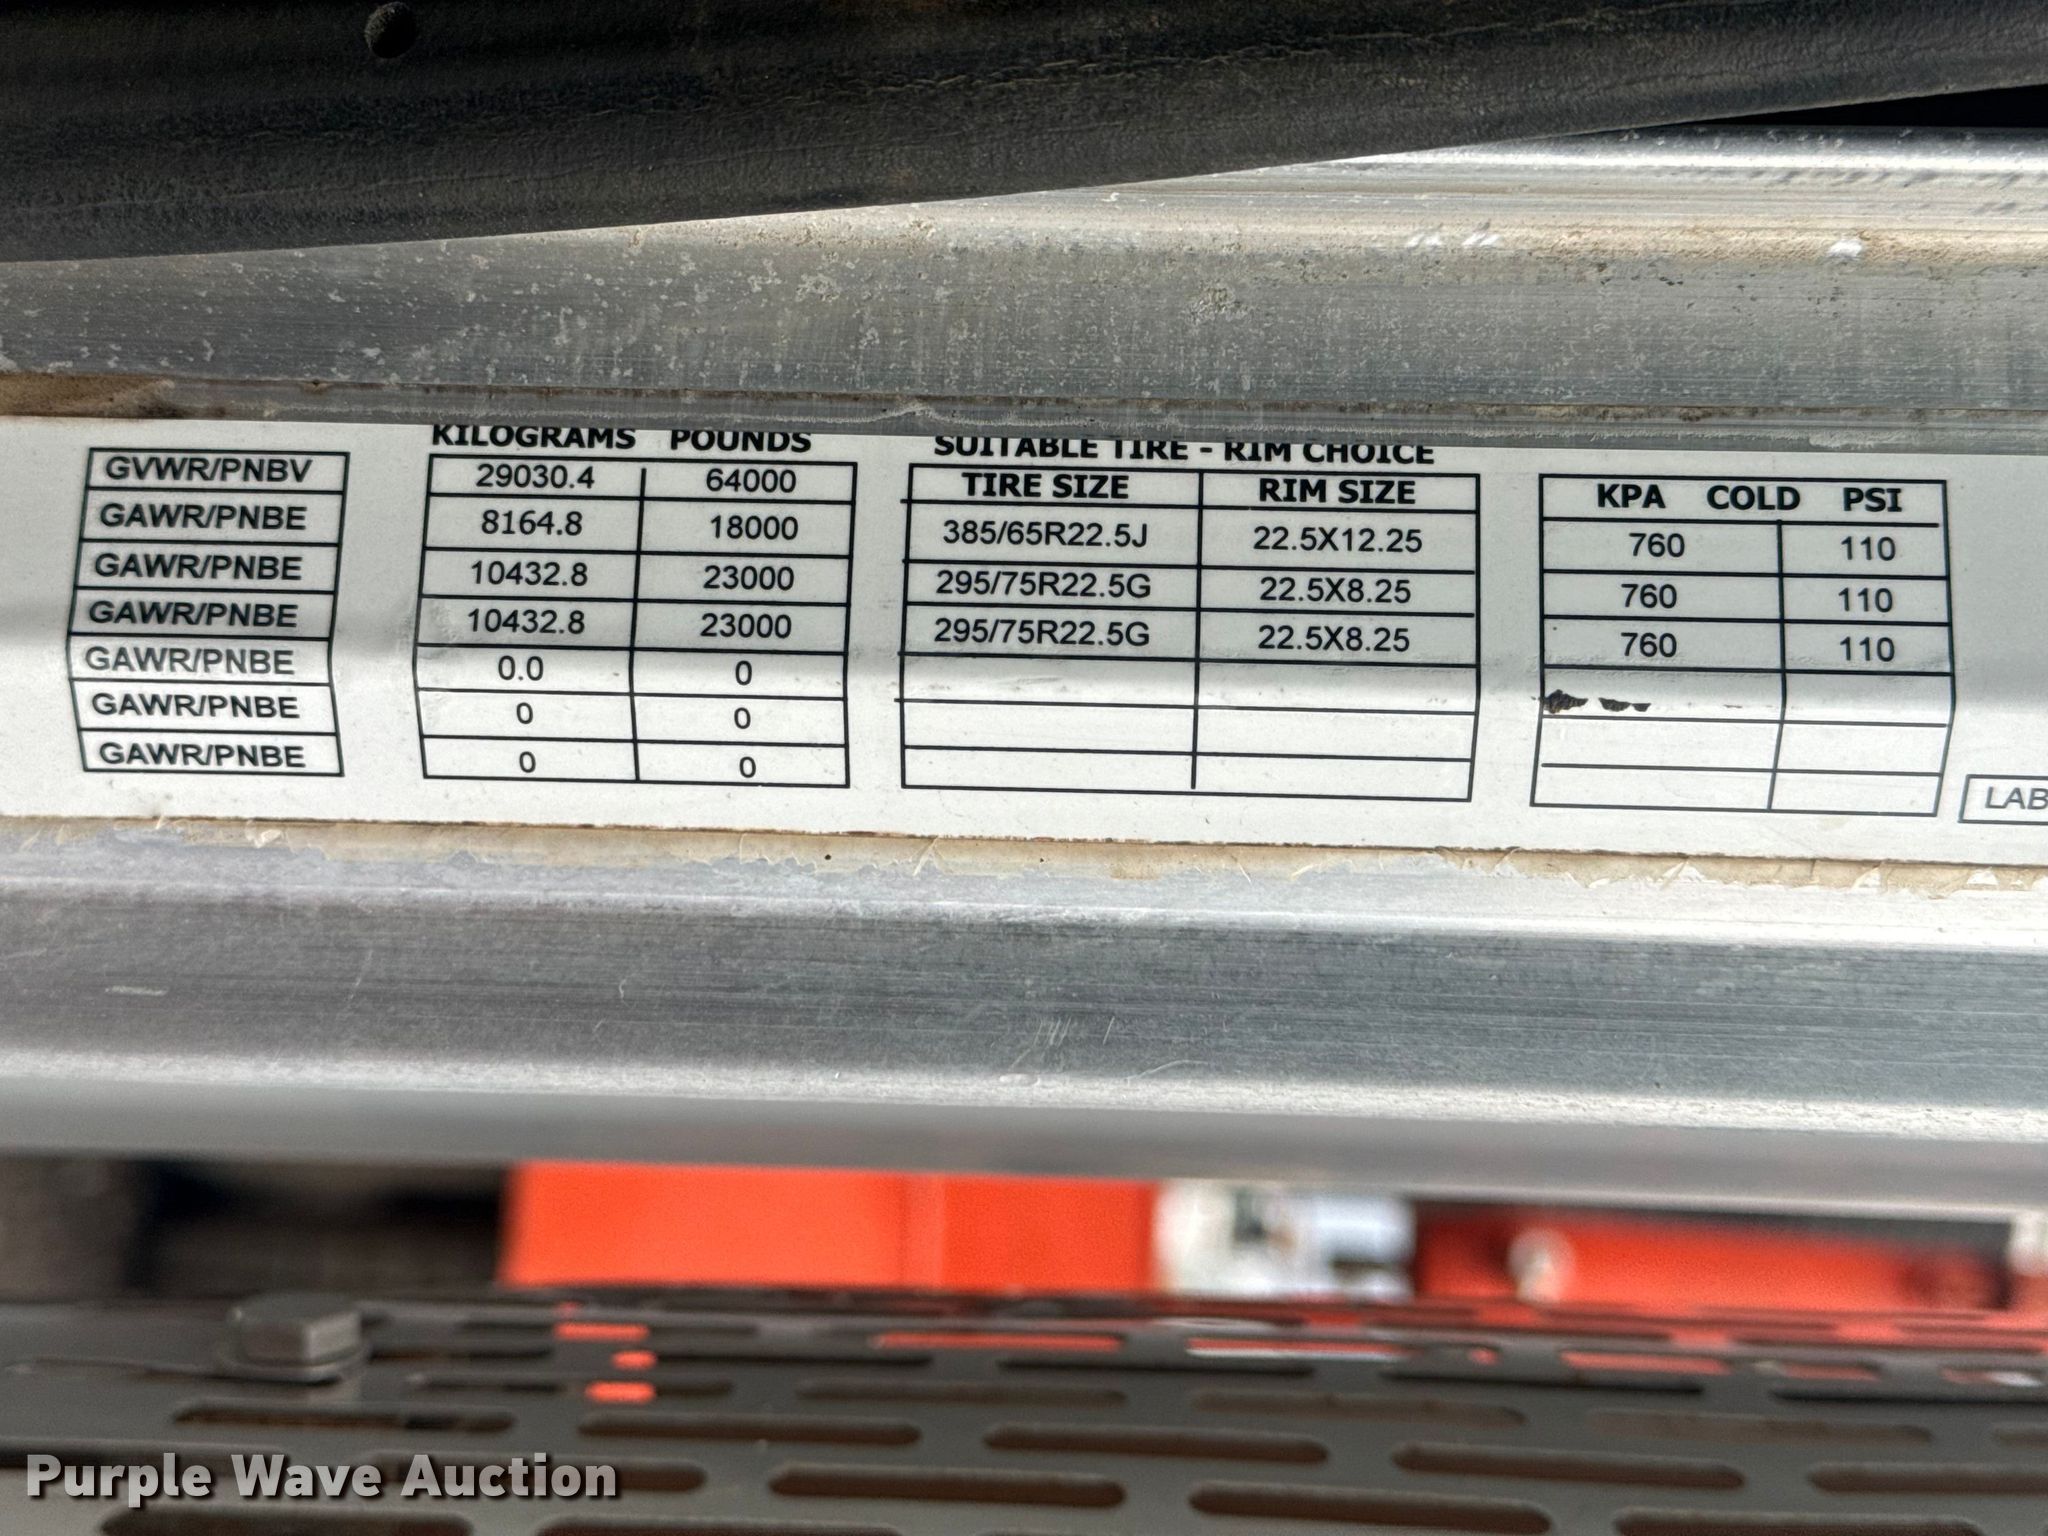 KILOGRAMS POUNDS SUITABLE TIRE - RIM CHOICE
TIRE SIZE RIM SIZE KPA COLD PSI
GVWR/PNBV 29030.4 64000
GAWR/PNBE 8164.8 18000 385/65R22.5J 22.5X12.25 760 110
GAWR/PNBE 10432.8 23000 295/75R22.5G 22.5X8.25 760 110
GAWR/PNBE 10432.8 23000 295/75R22.5G 22.5X8.25 760 110
GAWR/PNBE 0.0 0
GAWR/PNBE 0 0
GAWR/PNBE 0 0
LAB
Purple Wave Auction